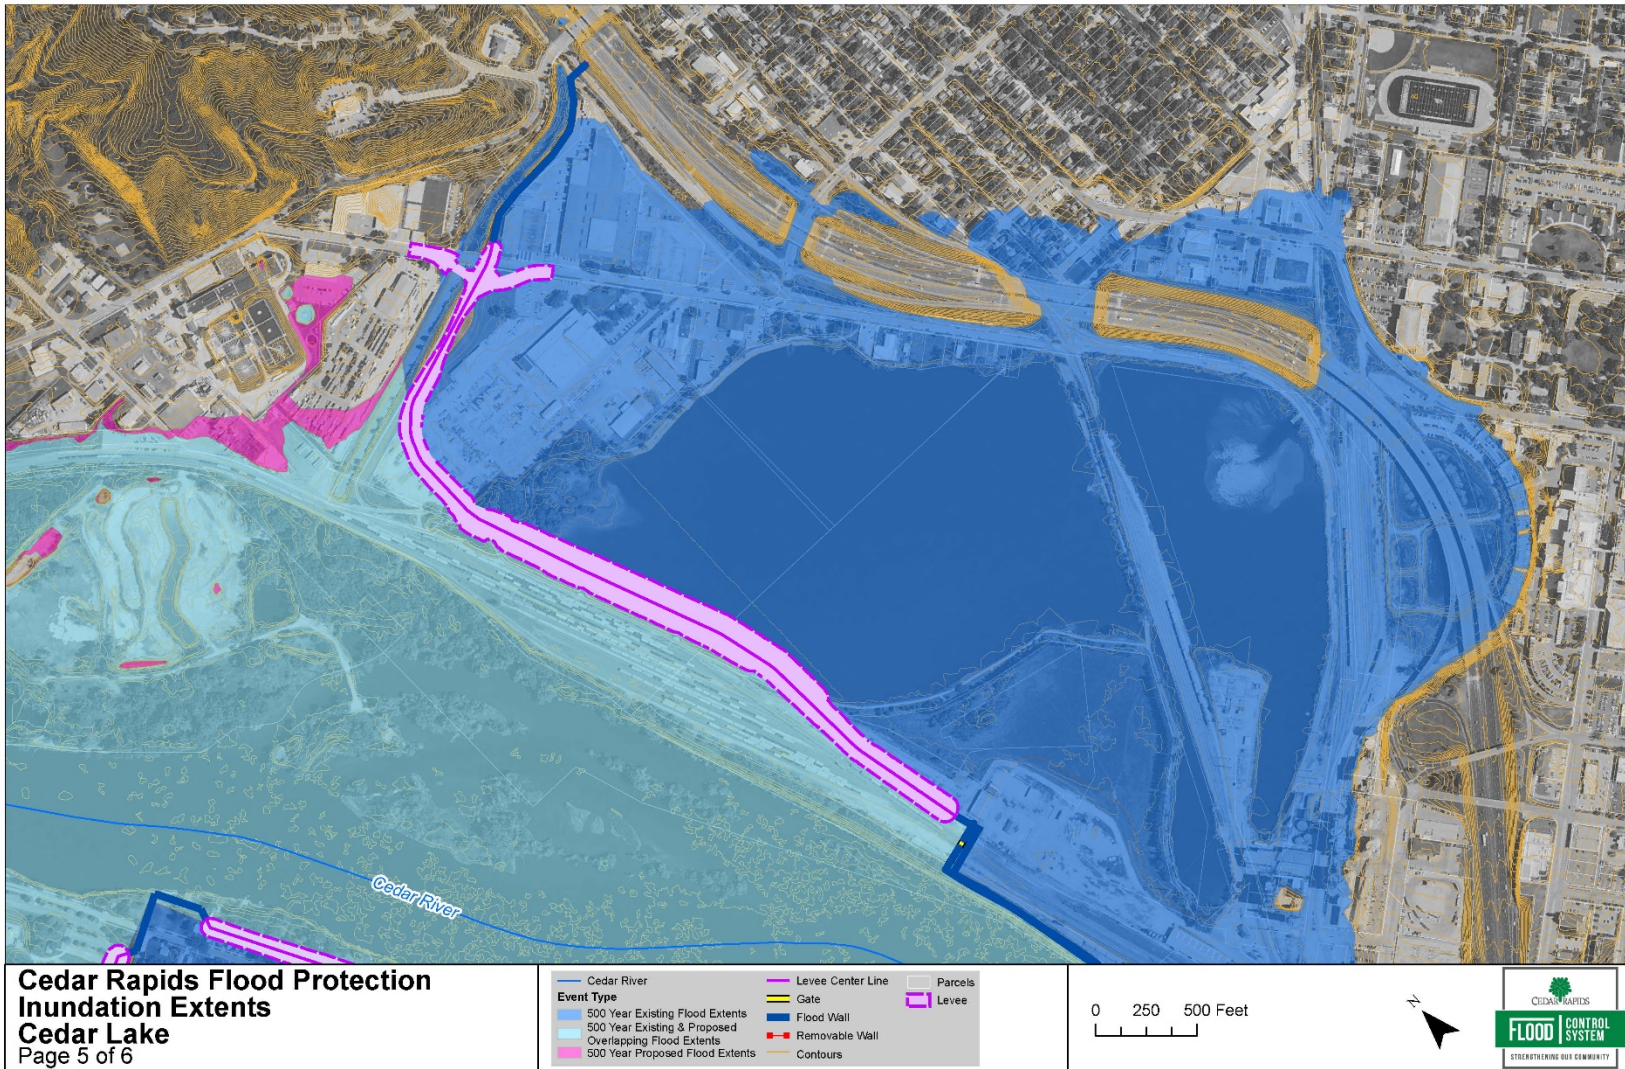 Cedar River
Cedar Rapids Flood Protection
Inundation Extents
Cedar Lake
Page 5 of 6
Cedar River
Event Type
500 Year Existing Flood Extents
500 Year Existing & Proposed
Overlapping Flood Extents
500 Year Proposed Flood Extents
Levee Center Line
Gate
Flood Wall
Removable Wall
Contours
Parcels
Levee
0 250 500 Feet
N
CEDAR RAPIDS
FLOOD CONTROL
SYSTEM
STRENGTHENING OUR COMMUNITY